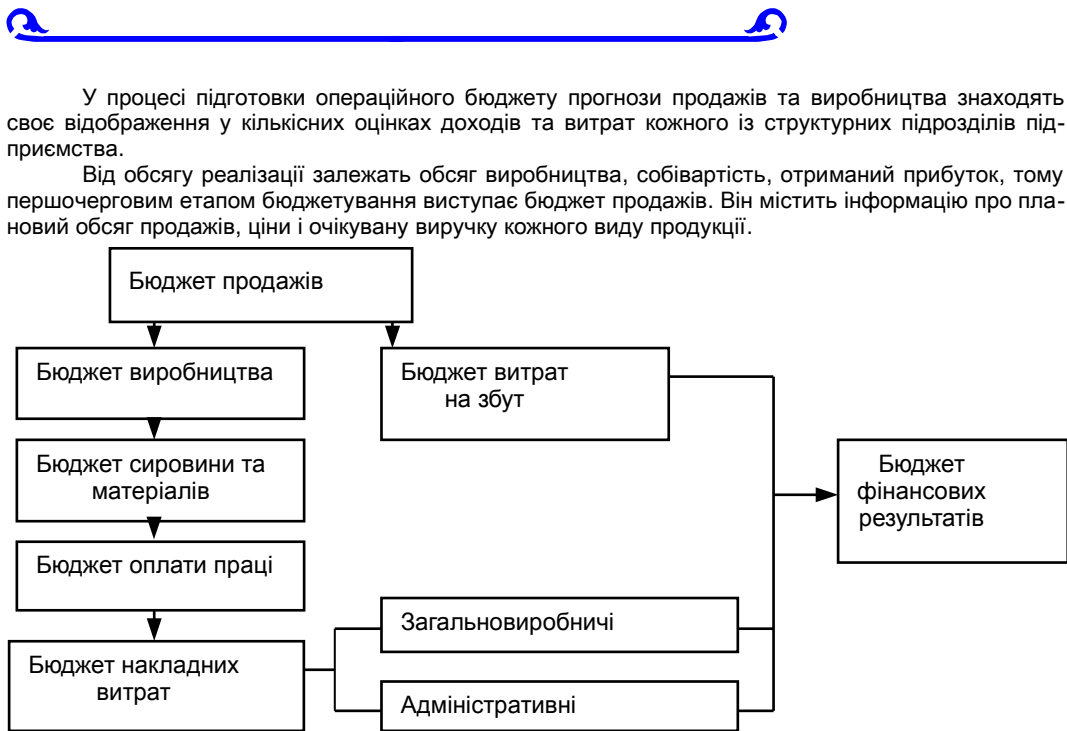 У процесі підготовки операційного бюджету прогнози продажів та виробництва знаходять
своє відображення у кількісних оцінках доходів та витрат кожного із структурних підрозділів під-
приємства.
Від обсягу реалізації залежать обсяг виробництва, собівартість, отриманий прибуток, тому
першочерговим етапом бюджетування виступає бюджет продажів. Він містить інформацію про пла-
новий обсяг продажів, ціни і очікувану виручку кожного виду продукції.
Бюджет продажів
Бюджет виробництва
Бюджет витрат
на збут
Бюджет сировини та
матеріалів
Бюджет
фінансових
результатів
Бюджет оплати праці
Загальновиробничі
Бюджет накладних
витрат
Адміністративні